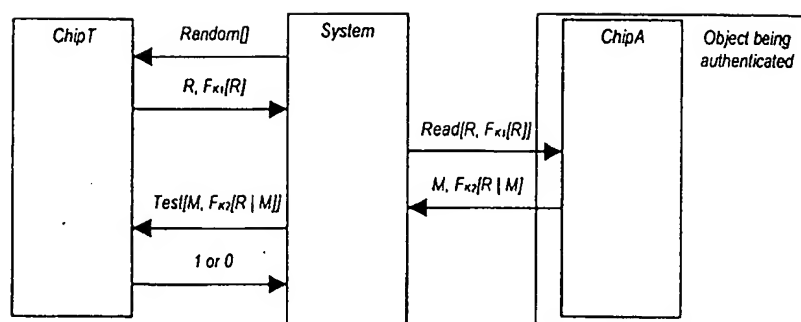 ChipT
System
ChipA
Object being
authenticated
Random[]
R, FK1[R]
Read[R, FK1[R]]
M, FK2[R | M]
Test[M, FK2[R | M]]
1 or 0